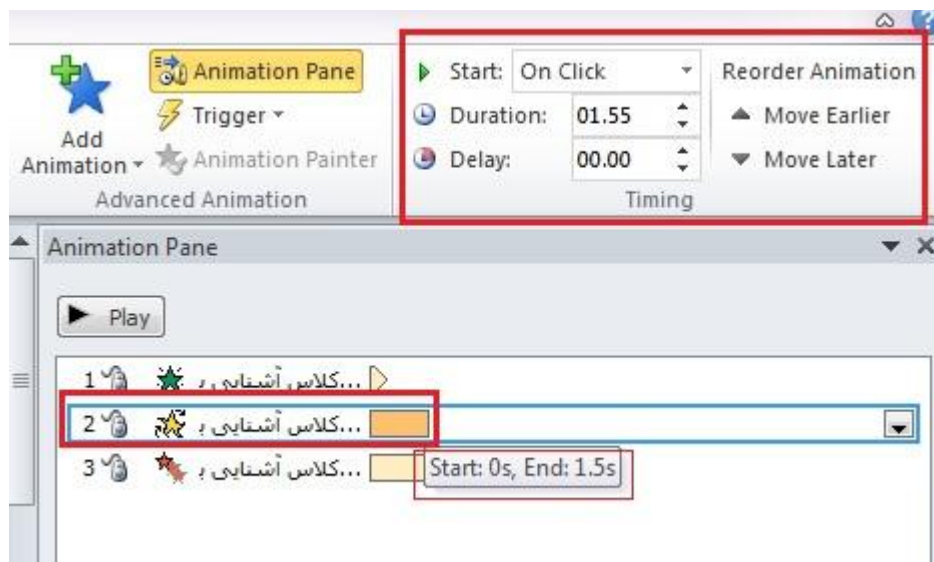 Add Animation
Animation Pane
Trigger
Animation Painter
Advanced Animation
Start: On Click
Duration: 01.55
Delay: 00.00
Reorder Animation
Move Earlier
Move Later
Timing
Animation Pane
Play
1 کلاس آشنایی ب...
2 کلاس آشنایی ب...
3 کلاس آشنایی ب...
Start: 0s, End: 1.5s